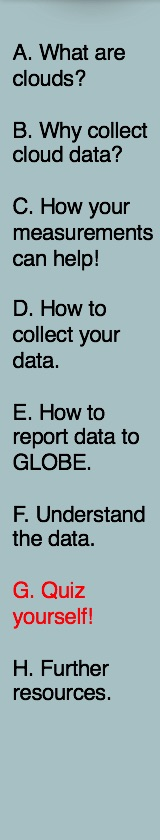 A. What are
clouds?
B. Why collect
cloud data?
C. How your
measurements
can help!
D. How to
collect your
data.
E. How to
report data to
GLOBE.
F. Understand
the data.
G. Quiz
yourself!
H. Further
resources.